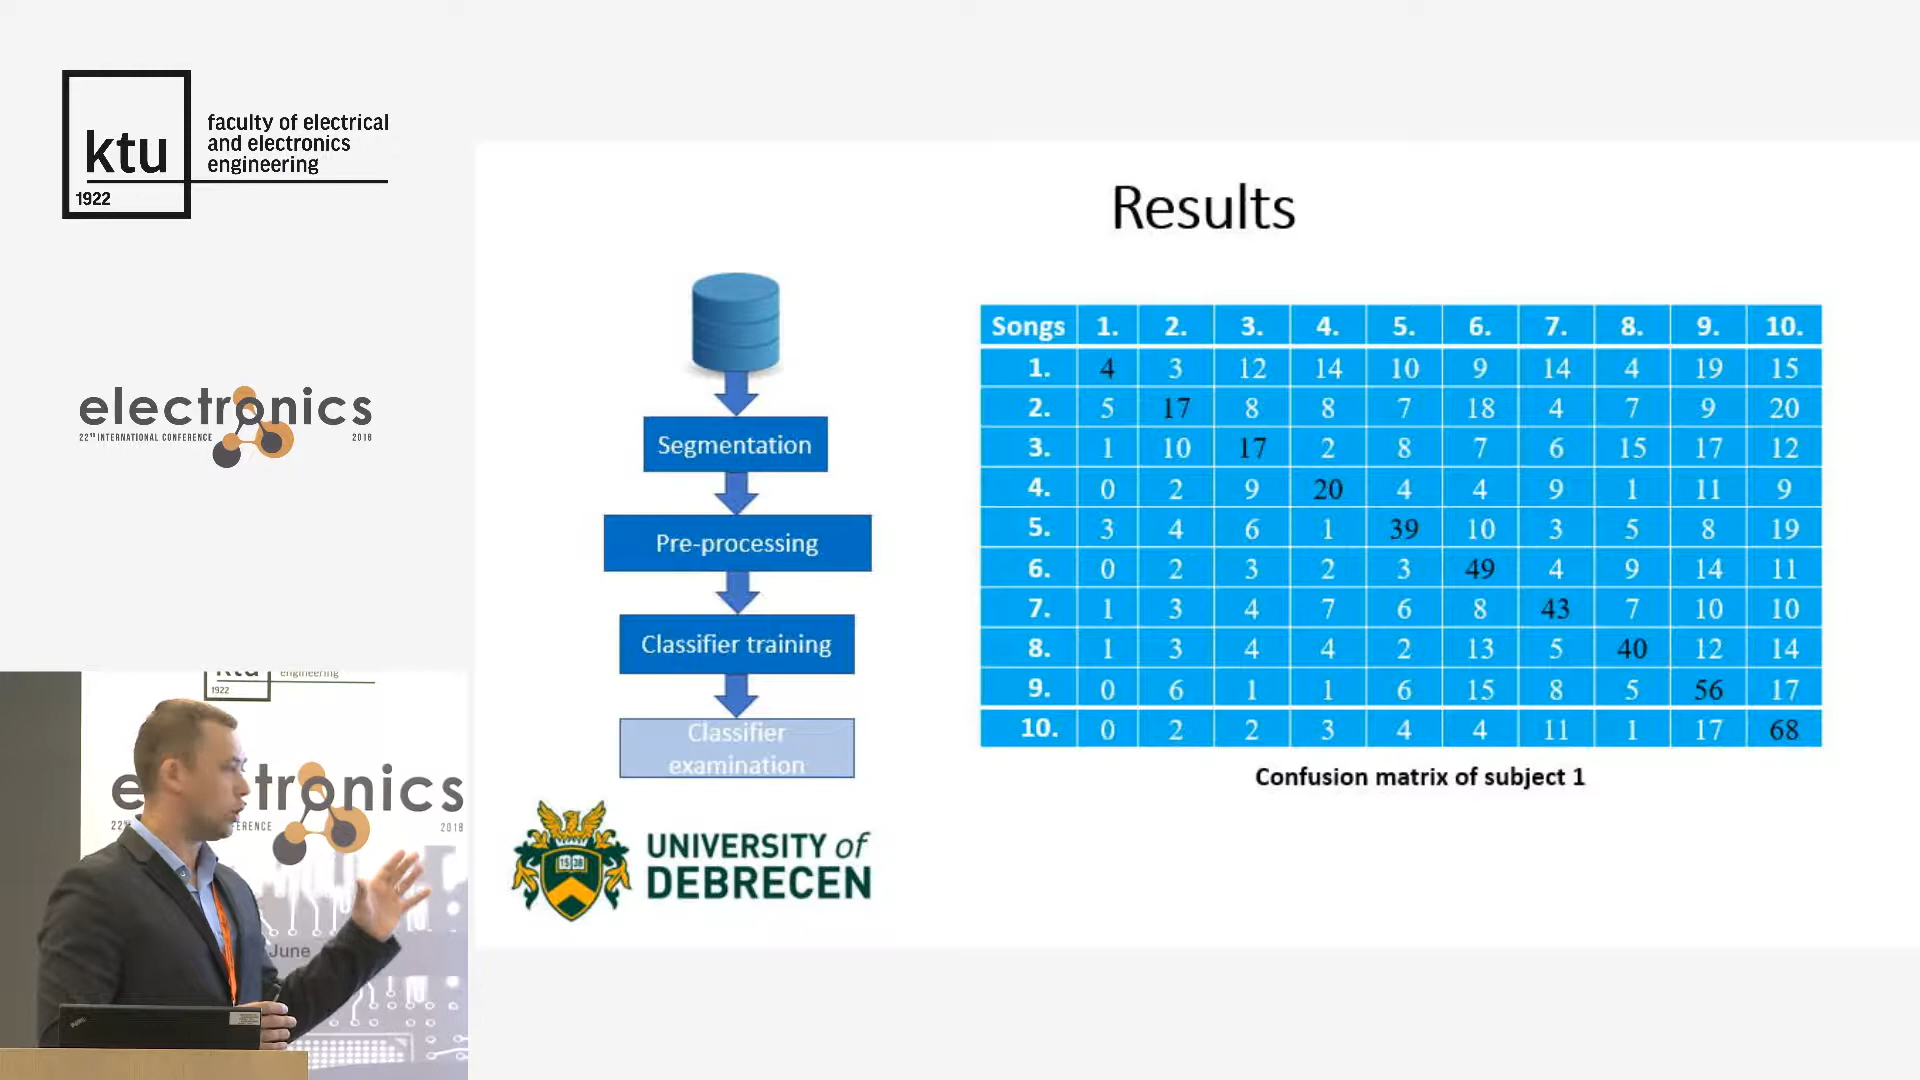 ktu
1922
faculty of electrical
and electronics
engineering
electronics
22ND INTERNATIONAL CONFERENCE 2018
Results
Segmentation
Pre-processing
Classifier training
Classifier
examination
UNIVERSITY of
DEBRECEN
1538
Songs 1. 2. 3. 4. 5. 6. 7. 8. 9. 10.
1. 4 3 12 14 10 9 14 4 19 15
2. 5 17 8 8 7 18 4 7 9 20
3. 1 10 17 2 8 7 6 15 17 12
4. 0 2 9 20 4 4 9 1 11 9
5. 3 4 6 1 39 10 3 5 8 19
6. 0 2 3 2 3 49 4 9 14 11
7. 1 3 4 7 6 8 43 7 10 10
8. 1 3 4 4 2 13 5 40 12 14
9. 0 6 1 1 6 15 8 5 56 17
10. 0 2 2 3 4 4 11 1 17 68
Confusion matrix of subject 1
ktu engineering
1922
e tronics
22 FERENCE 2018
June